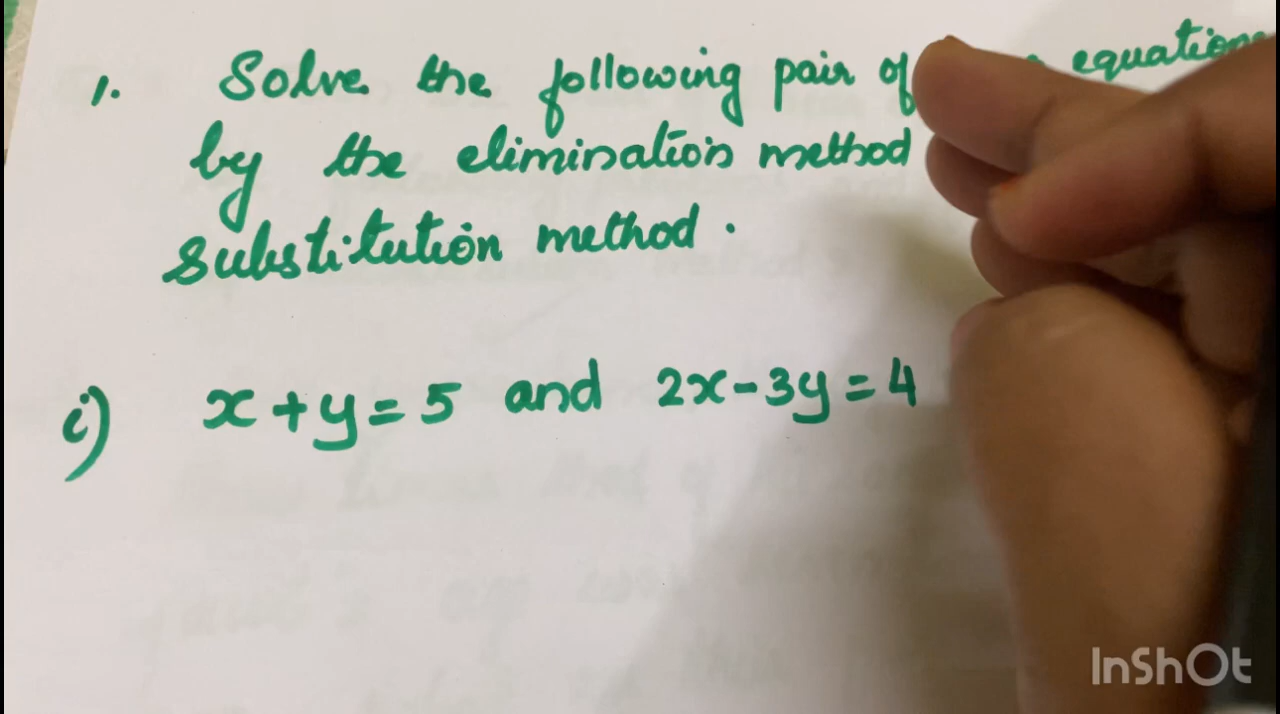 1. Solve the following pair of equations
by the elimination method
Substitution method.
i) x+y=5 and 2x-3y=4
InShOt